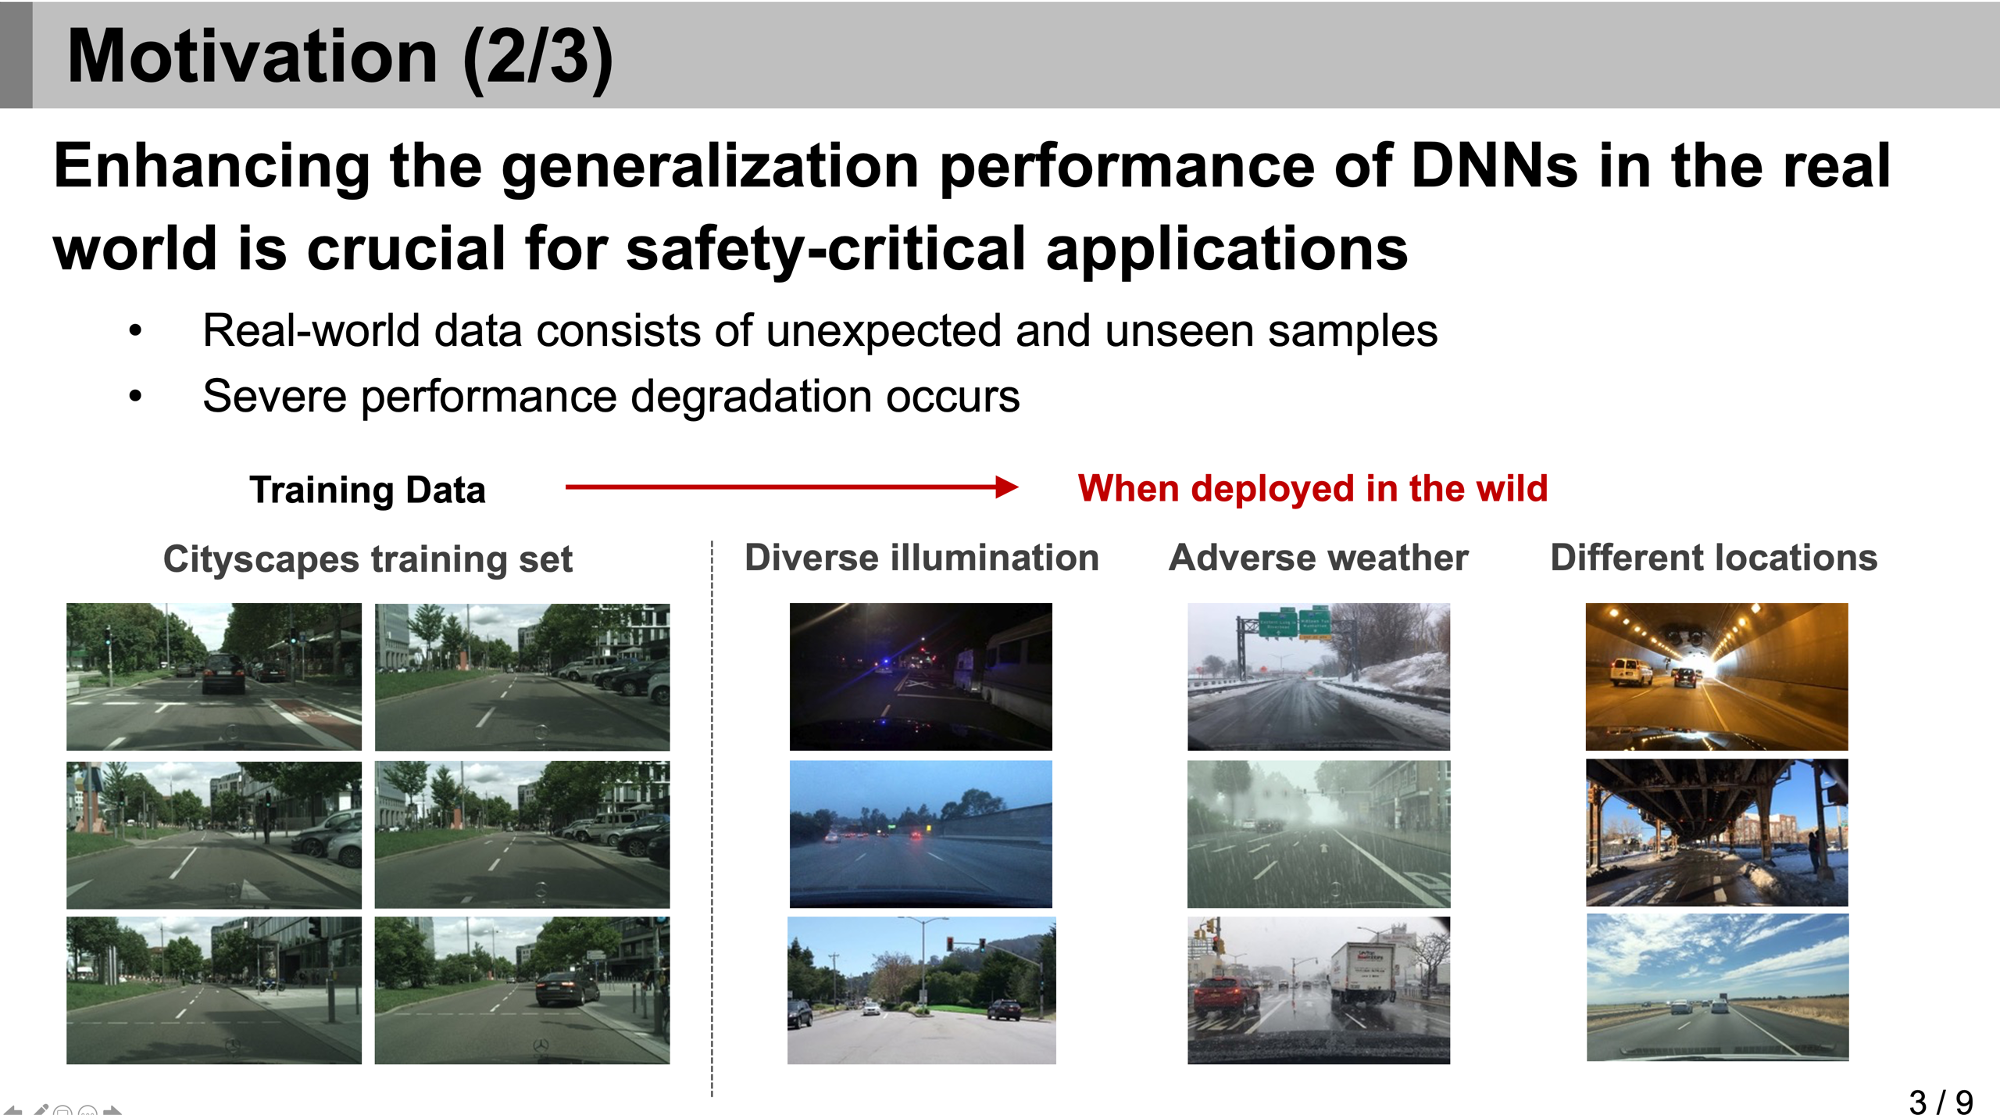 Motivation (2/3)
Enhancing the generalization performance of DNNs in the real
world is crucial for safety-critical applications
• Real-world data consists of unexpected and unseen samples
• Severe performance degradation occurs
Training Data
When deployed in the wild
Cityscapes training set
Diverse illumination
Adverse weather
Different locations
3 / 9